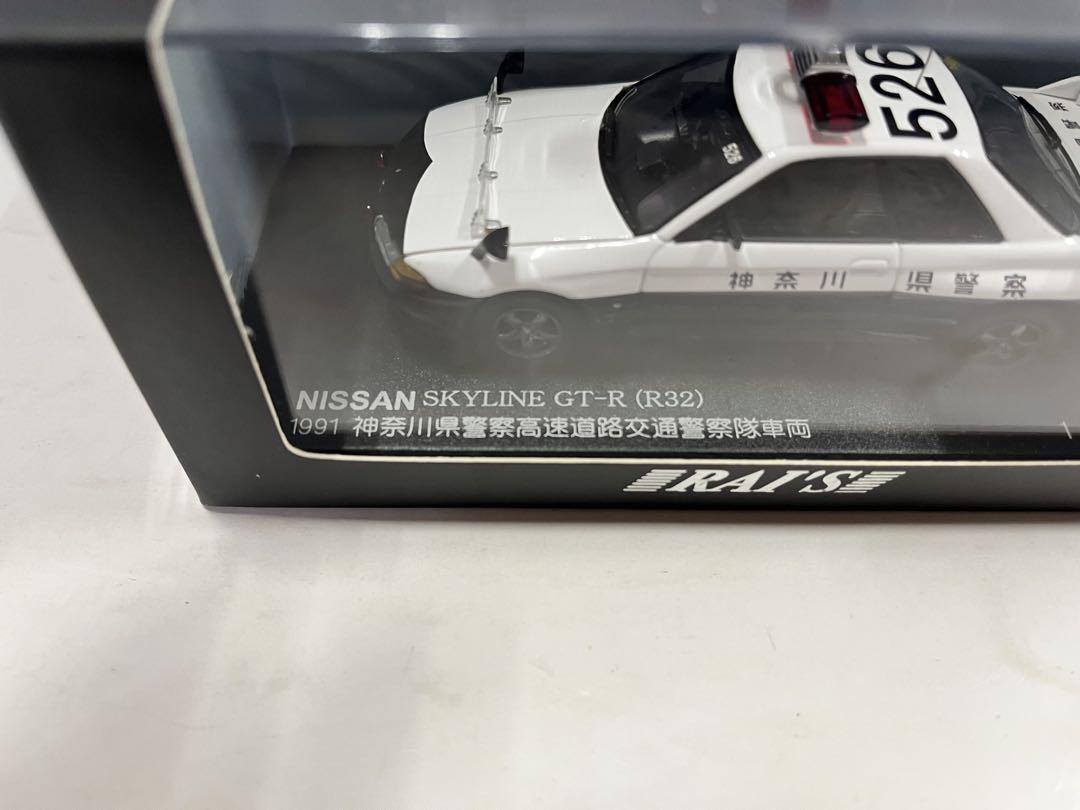 526
526
神奈川県警察
NISSAN SKYLINE GT-R (R32)
1991 神奈川県警察高速道路交通警察隊車両
RAI'S